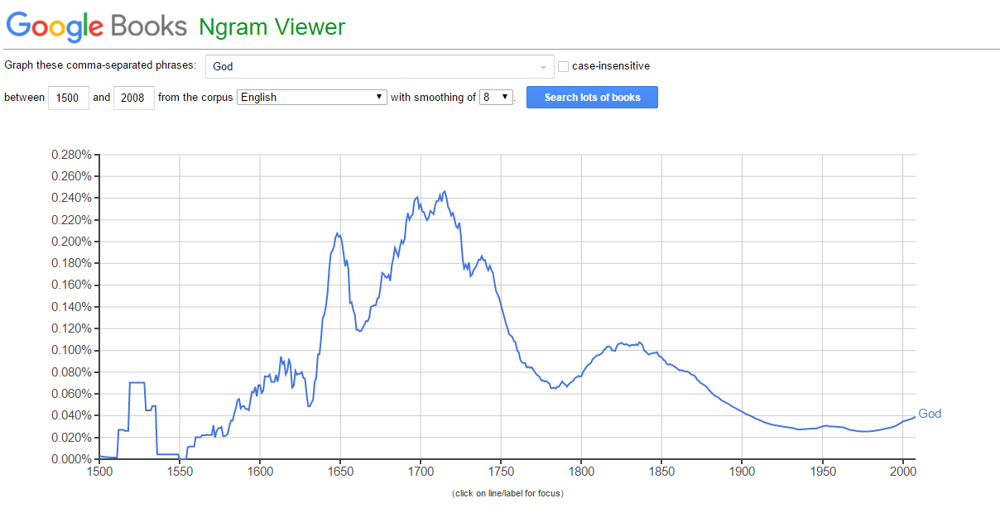 Google Books Ngram Viewer
Graph these comma-separated phrases: God case-insensitive
between 1500 and 2008 from the corpus English with smoothing of 8 . Search lots of books
0.280%
0.260%
0.240%
0.220%
0.200%
0.180%
0.160%
0.140%
0.120%
0.100%
0.080%
0.060%
0.040%
God
0.020%
0.000%
1500 1550 1600 1650 1700 1750 1800 1850 1900 1950 2000
(click on line/label for focus)